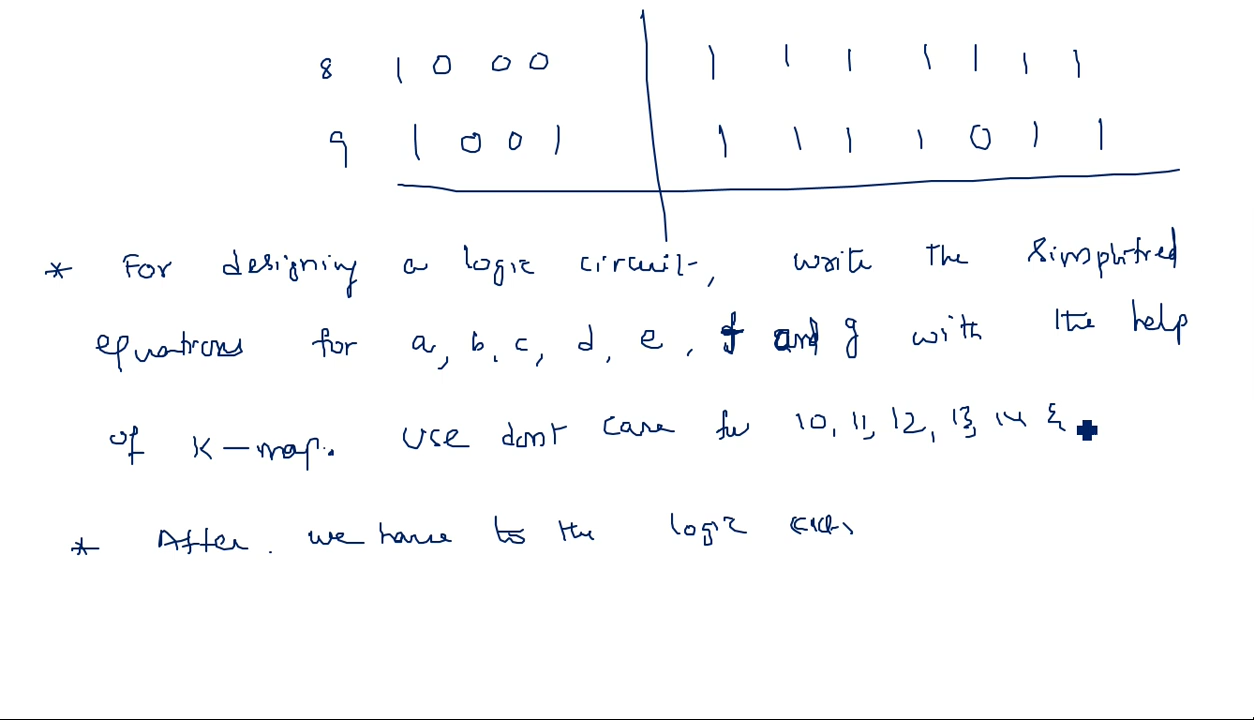 8 1 0 0 0 | 1 1 1 1 1 1 1
9 1 0 0 1 | 1 1 1 1 0 1 1
* For designing a logic circuit, write the simplified
equations for a, b, c, d, e, f and g with the help
of K-map. use dont care for 10, 11, 12, 13, 14 &
* After. we have to the logic